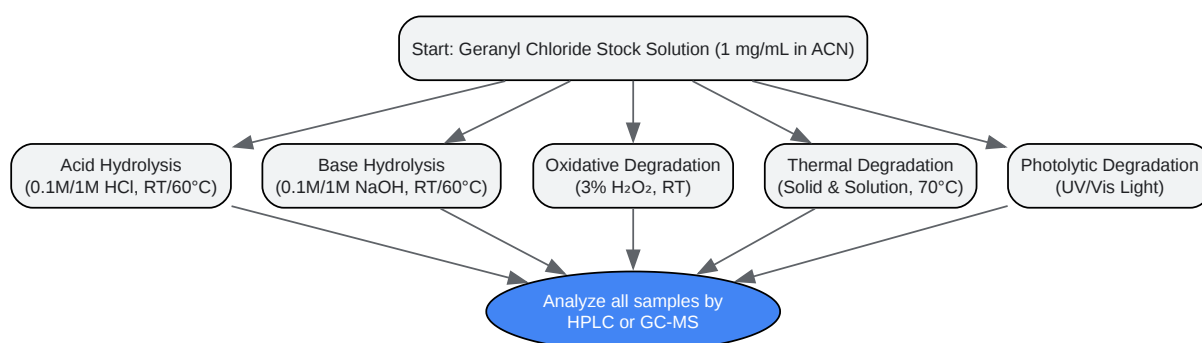 Start: Geranyl Chloride Stock Solution (1 mg/mL in ACN)
Acid Hydrolysis
(0.1M/1M HCl, RT/60°C)
Base Hydrolysis
(0.1M/1M NaOH, RT/60°C)
Oxidative Degradation
(3% H₂O₂, RT)
Thermal Degradation
(Solid & Solution, 70°C)
Photolytic Degradation
(UV/Vis Light)
Analyze all samples by
HPLC or GC-MS